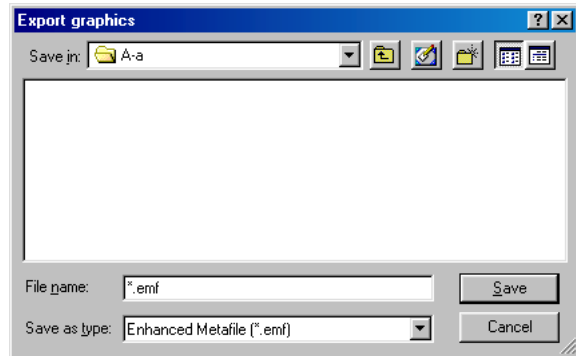 Export graphics
Save in: A-a
File name: *.emf
Save
Save as type: Enhanced Metafile (*.emf)
Cancel